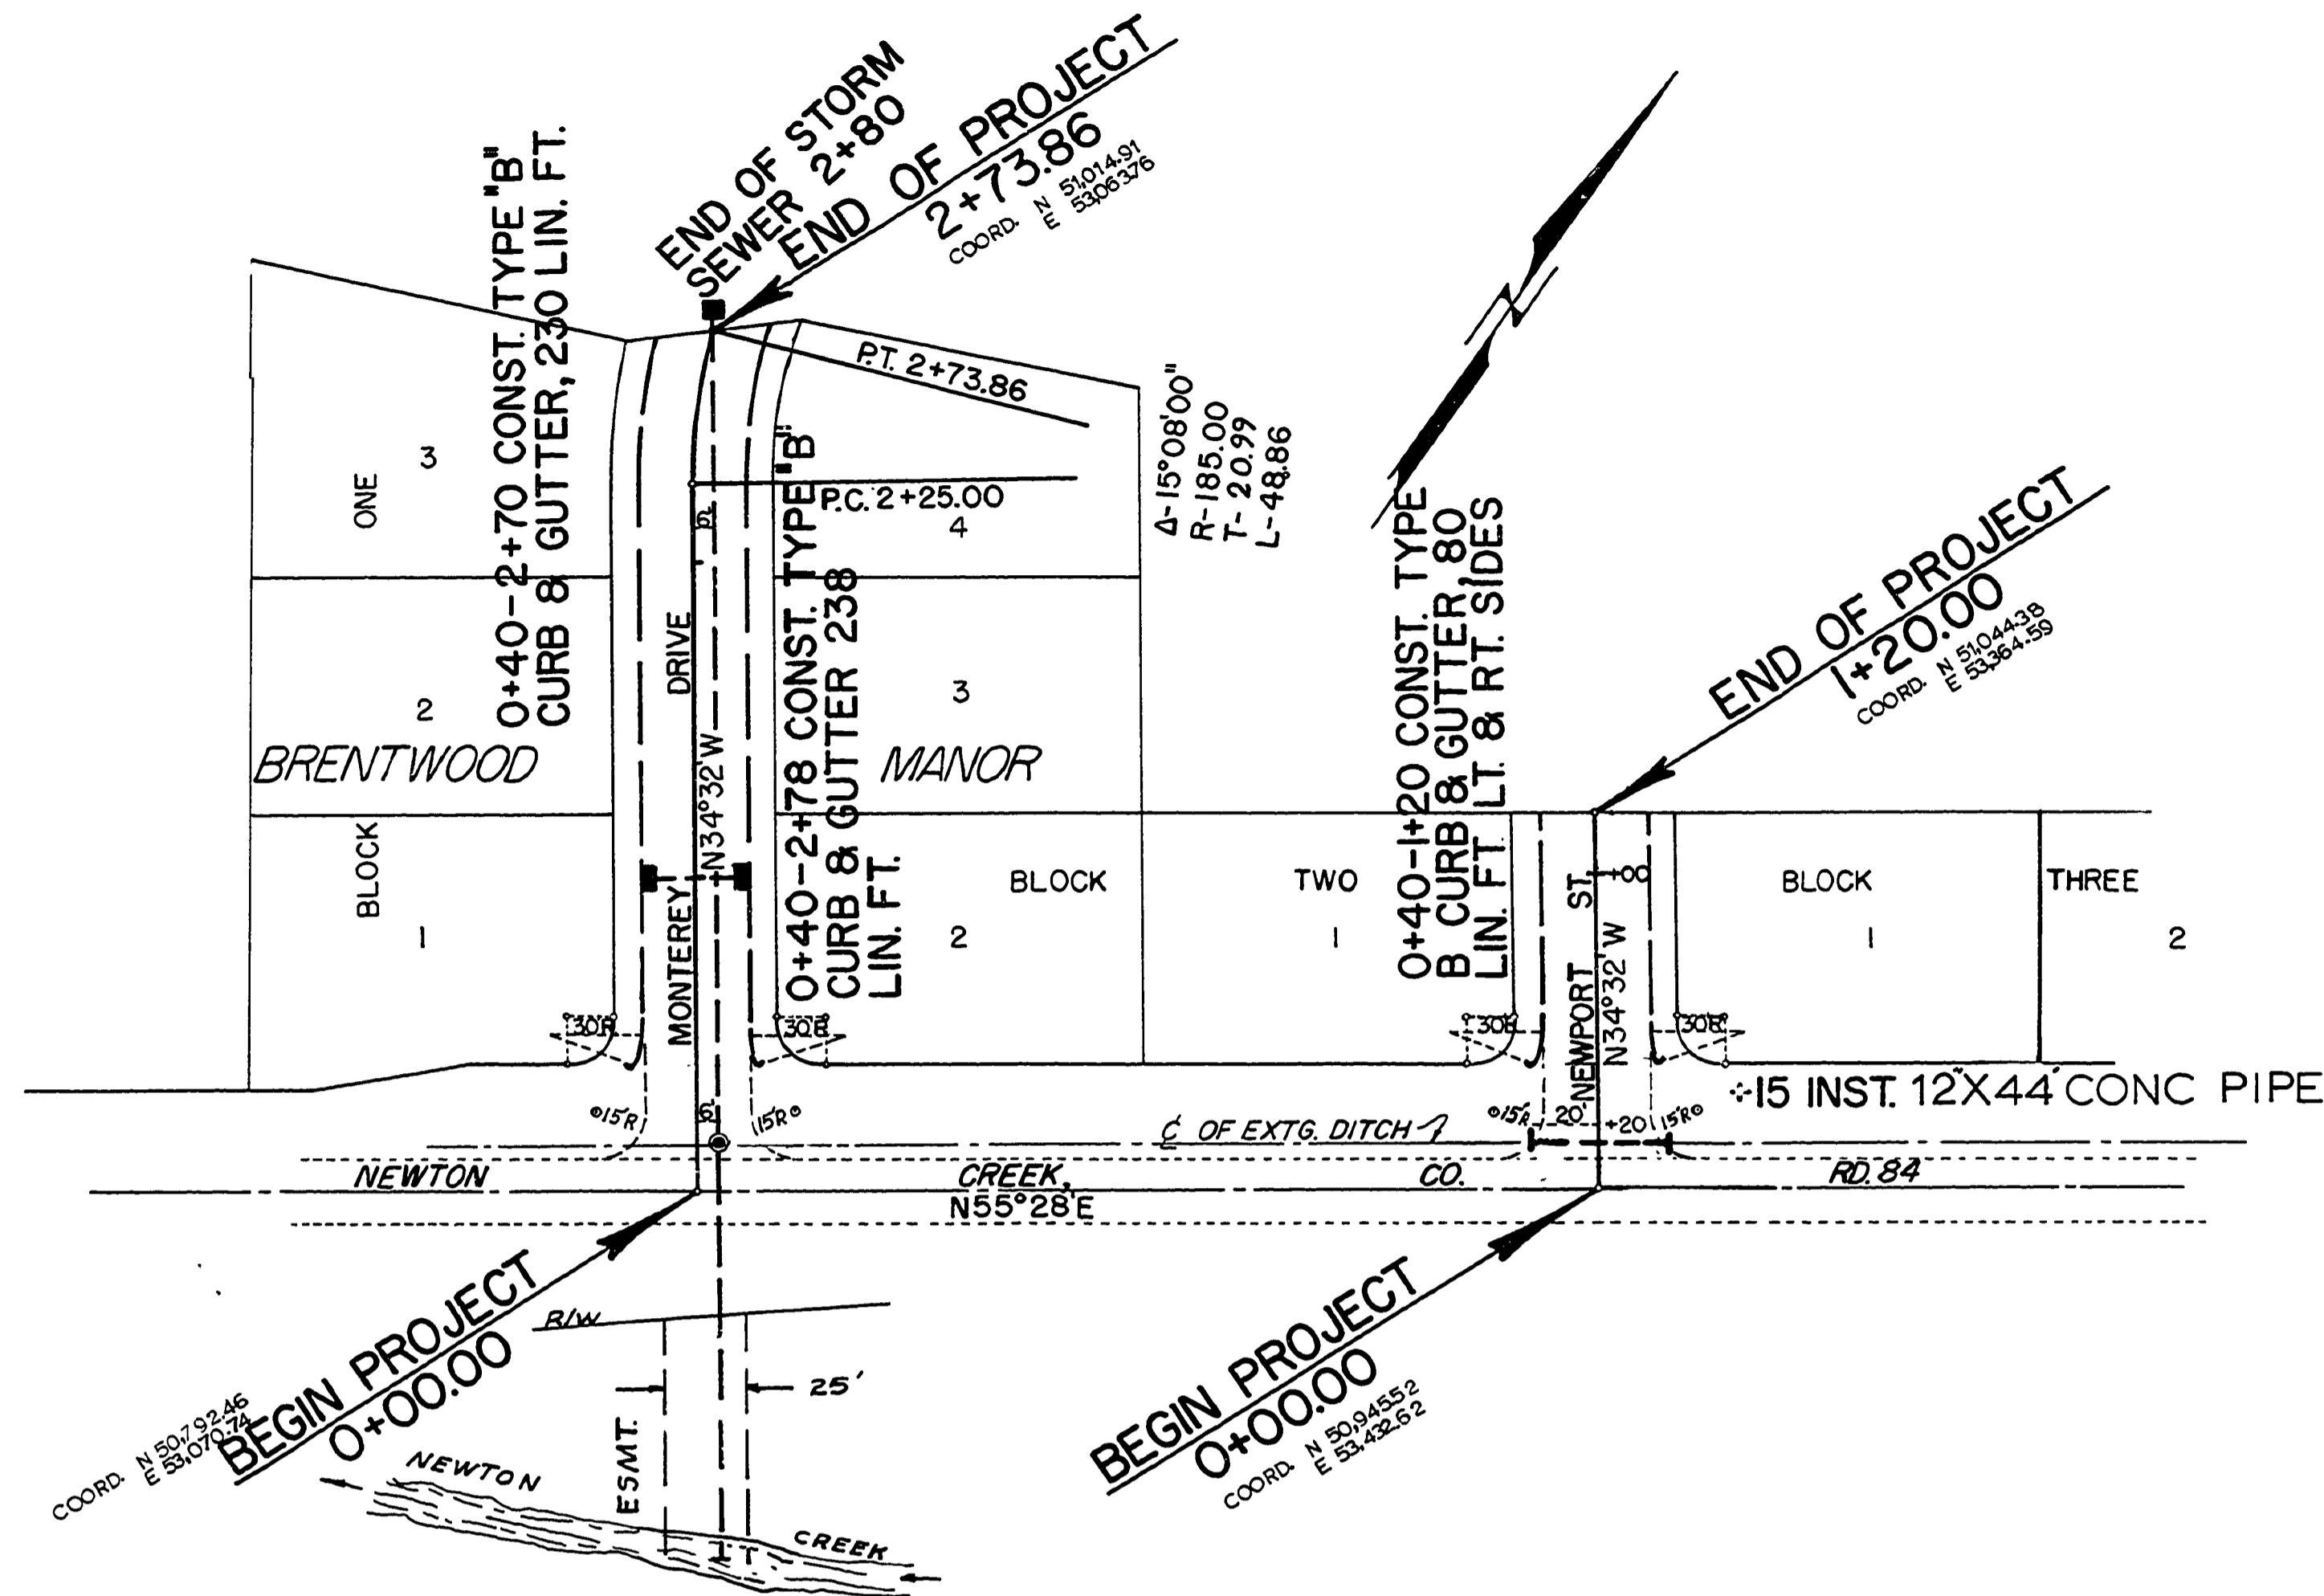 END OF STORM
SEWER 2+80
END OF PROJECT
2+73.86
COORD. N 51,014.91
E 53,063.76
0+40-2+70 CONST. TYPE "B"
CURB & GUTTER, 230 LIN. FT.
P.T. 2+73.86
P.C. 2+25.00
Δ-15°08'00"
R-185.00
T-20.99
L-48.86
ONE
3
4
DRIVE
2
3
BRENTWOOD
MANOR
N34°32'W
0+40-2+78 CONST. TYPE "B"
CURB & GUTTER 238
LIN. FT.
0+40-1+20 CONST. TYPE
B CURB & GUTTER, 80
LIN. FT. LT. & RT. SIDES
END OF PROJECT
1+20.00
COORD. N 51,044.38
E 53,364.59
BLOCK
1
MONTEREY
2
BLOCK
TWO
1
NEWPORT ST.
N34°32'W
+00
BLOCK
1
THREE
2
30'R
30'R
30'R
30'R
6'
6'
15'R
15'R
15'R
20'
+20
15'R
+15 INST. 12"X44' CONC PIPE
₵ OF EXTG. DITCH
NEWTON
CREEK,
CO.
RD. 84
N55°28'E
BEGIN PROJECT
0+00.00
COORD. N 50,792.46
E 53,070.74
BEGIN PROJECT
0+00.00
COORD. N 50,945.52
E 53,432.62
R/W
25'
ESMT.
NEWTON
CREEK